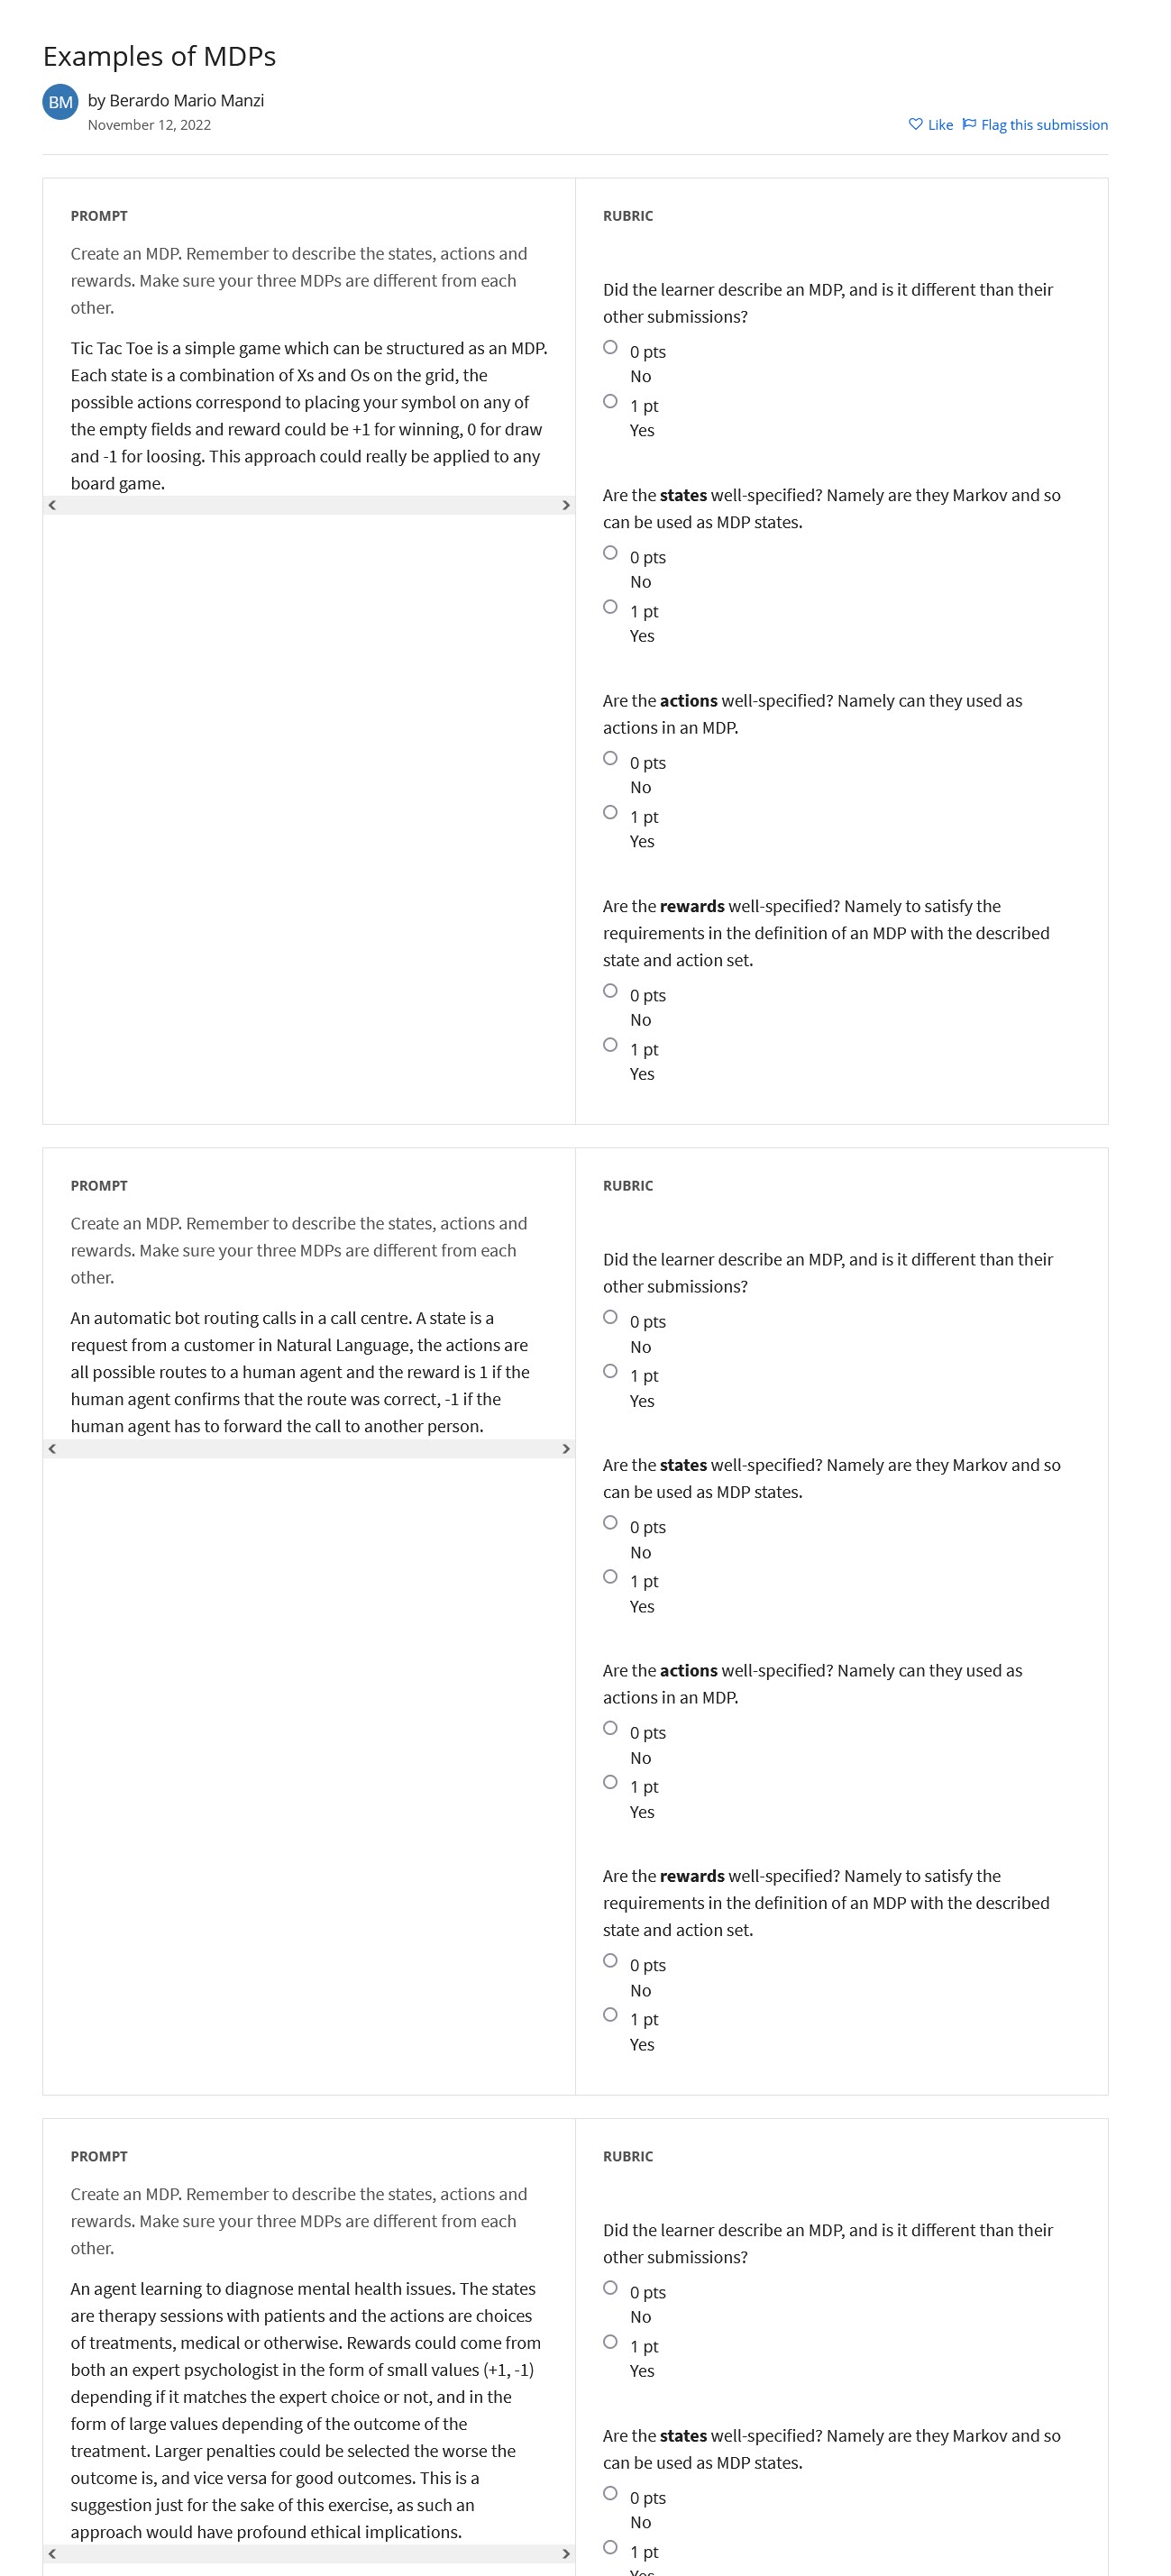 Examples of MDPs
BM
by Berardo Mario Manzi
November 12, 2022
Like
Flag this submission
PROMPT
Create an MDP. Remember to describe the states, actions and
rewards. Make sure your three MDPs are different from each
other.
Tic Tac Toe is a simple game which can be structured as an MDP.
Each state is a combination of Xs and Os on the grid, the
possible actions correspond to placing your symbol on any of
the empty fields and reward could be +1 for winning, 0 for draw
and -1 for loosing. This approach could really be applied to any
board game.
RUBRIC
Did the learner describe an MDP, and is it different than their
other submissions?
0 pts
No
1 pt
Yes
Are the states well-specified? Namely are they Markov and so
can be used as MDP states.
0 pts
No
1 pt
Yes
Are the actions well-specified? Namely can they used as
actions in an MDP.
0 pts
No
1 pt
Yes
Are the rewards well-specified? Namely to satisfy the
requirements in the definition of an MDP with the described
state and action set.
0 pts
No
1 pt
Yes
PROMPT
Create an MDP. Remember to describe the states, actions and
rewards. Make sure your three MDPs are different from each
other.
An automatic bot routing calls in a call centre. A state is a
request from a customer in Natural Language, the actions are
all possible routes to a human agent and the reward is 1 if the
human agent confirms that the route was correct, -1 if the
human agent has to forward the call to another person.
RUBRIC
Did the learner describe an MDP, and is it different than their
other submissions?
0 pts
No
1 pt
Yes
Are the states well-specified? Namely are they Markov and so
can be used as MDP states.
0 pts
No
1 pt
Yes
Are the actions well-specified? Namely can they used as
actions in an MDP.
0 pts
No
1 pt
Yes
Are the rewards well-specified? Namely to satisfy the
requirements in the definition of an MDP with the described
state and action set.
0 pts
No
1 pt
Yes
PROMPT
Create an MDP. Remember to describe the states, actions and
rewards. Make sure your three MDPs are different from each
other.
An agent learning to diagnose mental health issues. The states
are therapy sessions with patients and the actions are choices
of treatments, medical or otherwise. Rewards could come from
both an expert psychologist in the form of small values (+1, -1)
depending if it matches the expert choice or not, and in the
form of large values depending of the outcome of the
treatment. Larger penalties could be selected the worse the
outcome is, and vice versa for good outcomes. This is a
suggestion just for the sake of this exercise, as such an
approach would have profound ethical implications.
RUBRIC
Did the learner describe an MDP, and is it different than their
other submissions?
0 pts
No
1 pt
Yes
Are the states well-specified? Namely are they Markov and so
can be used as MDP states.
0 pts
No
1 pt
Yes